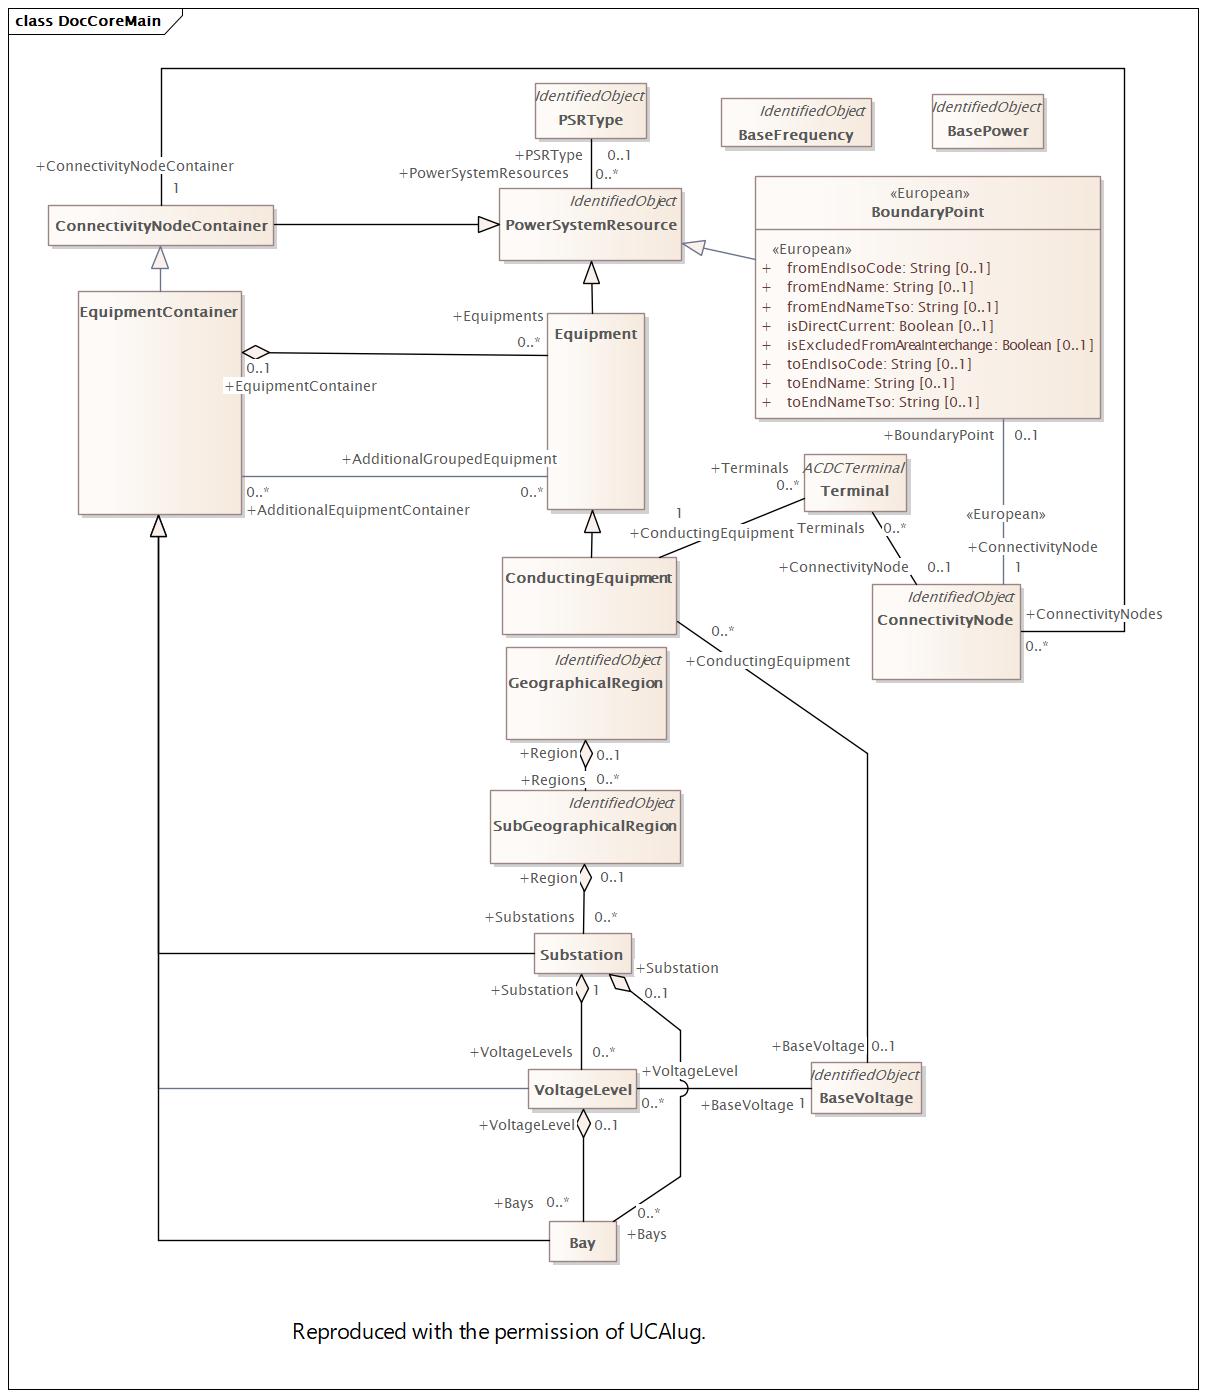 class DocCoreMain
IdentifiedObject
PSRType
IdentifiedObject
BaseFrequency
IdentifiedObject
BasePower
+PSRType 0..1
+PowerSystemResources 0..*
+ConnectivityNodeContainer
1
ConnectivityNodeContainer
IdentifiedObject
PowerSystemResource
«European»
BoundaryPoint
«European»
+ fromEndIsoCode: String [0..1]
+ fromEndName: String [0..1]
+ fromEndNameTso: String [0..1]
+ isDirectCurrent: Boolean [0..1]
+ isExcludedFromAreaInterchange: Boolean [0..1]
+ toEndIsoCode: String [0..1]
+ toEndName: String [0..1]
+ toEndNameTso: String [0..1]
EquipmentContainer
+Equipments
0..*
Equipment
0..1
+EquipmentContainer
+AdditionalGroupedEquipment
0..*
0..*
+AdditionalEquipmentContainer
+BoundaryPoint 0..1
+Terminals
0..*
ACDCTerminal
Terminal
1
+ConductingEquipment
Terminals 0..*
«European»
+ConnectivityNode
1
+ConnectivityNode 0..1
ConductingEquipment
IdentifiedObject
ConnectivityNode
+ConnectivityNodes
0..*
0..*
+ConductingEquipment
IdentifiedObject
GeographicalRegion
+Region 0..1
+Regions 0..*
IdentifiedObject
SubGeographicalRegion
+Region 0..1
+Substations 0..*
Substation
+Substation
0..1
+Substation 1
+VoltageLevels 0..*
+BaseVoltage 0..1
+VoltageLevel
0..*
VoltageLevel
+BaseVoltage 1
IdentifiedObject
BaseVoltage
+VoltageLevel 0..1
+Bays 0..*
0..*
+Bays
Bay
Reproduced with the permission of UCAIug.